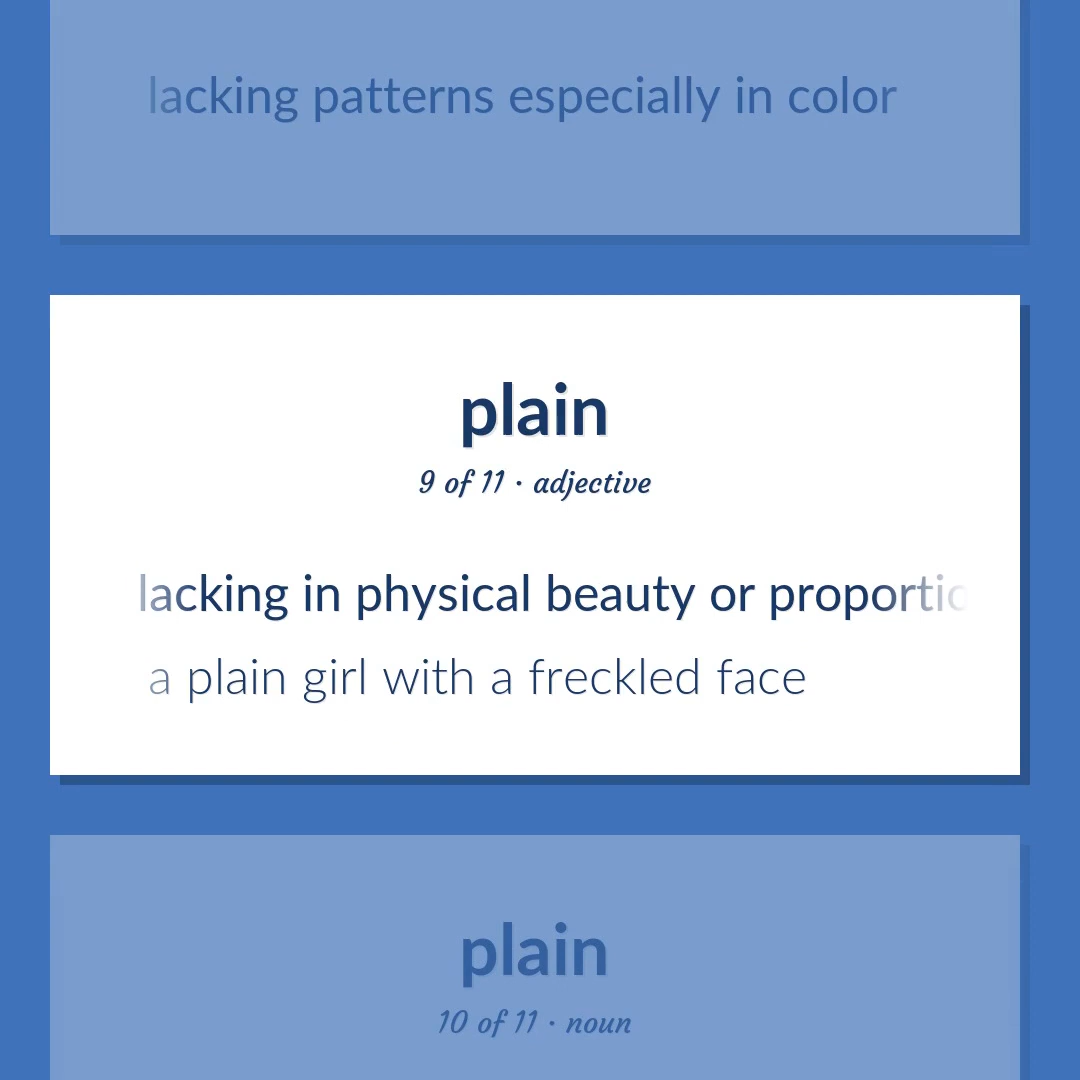 lacking patterns especially in color
plain
9 of 11 · adjective
lacking in physical beauty or
a plain girl with a freckled face
plain
10 of 11 · noun